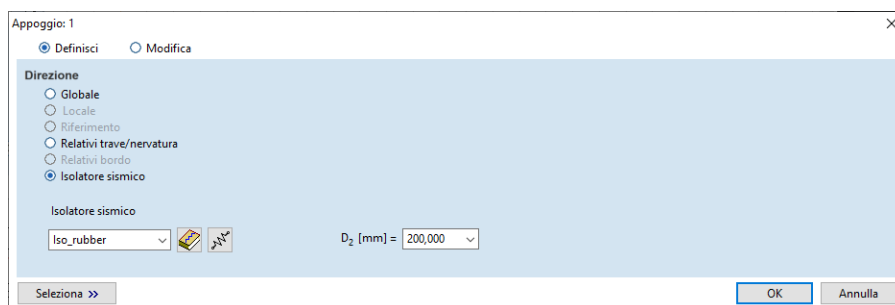 Appoggio: 1
Definisci Modifica
Direzione
Globale
Locale
Riferimento
Relativi trave/nervatura
Relativi bordo
Isolatore sismico
Isolatore sismico
Iso_rubber D₂ [mm] = 200,000
Seleziona » OK Annulla